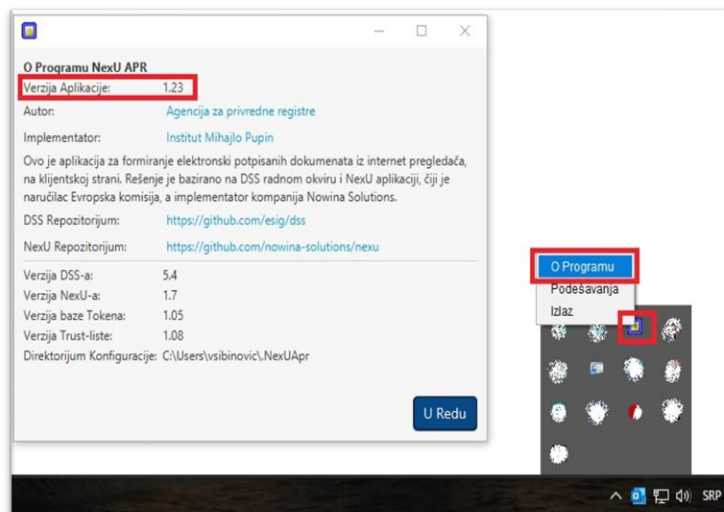 O Programu NexU APR
Verzija Aplikacije: 1.23
Autor: Agencija za privredne registre
Implementator: Institut Mihajlo Pupin
Ovo je aplikacija za formiranje elektronski potpisanih dokumenata iz internet pregledača,
na klijentskoj strani. Rešenje je bazirano na DSS radnom okviru i NexU aplikaciji, čiji je
naručilac Evropska komisija, a implementator kompanija Nowina Solutions.
DSS Repozitorijum: https://github.com/esig/dss
NexU Repozitorijum: https://github.com/nowina-solutions/nexu
Verzija DSS-a: 5.4
Verzija NexU-a: 1.7
Verzija baze Tokena: 1.05
Verzija Trust-liste: 1.08
Direktorijum Konfiguracije: C:\Users\vsibinovic\.NexUApr
U Redu
O Programu
Podešavanja
Izlaz
SRP